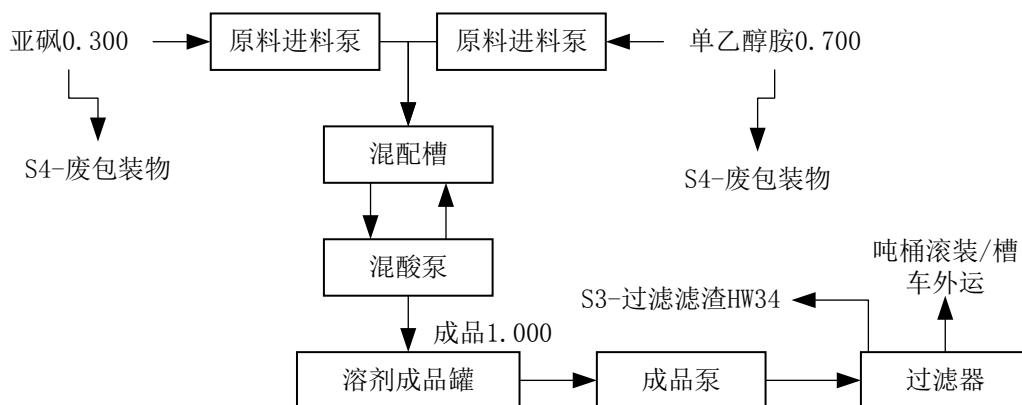 亚砜0.300
原料进料泵
原料进料泵
单乙醇胺0.700
S4-废包装物
混配槽
S4-废包装物
混酸泵
吨桶滚装/槽
车外运
S3-过滤滤渣HW34
成品1.000
溶剂成品罐
成品泵
过滤器